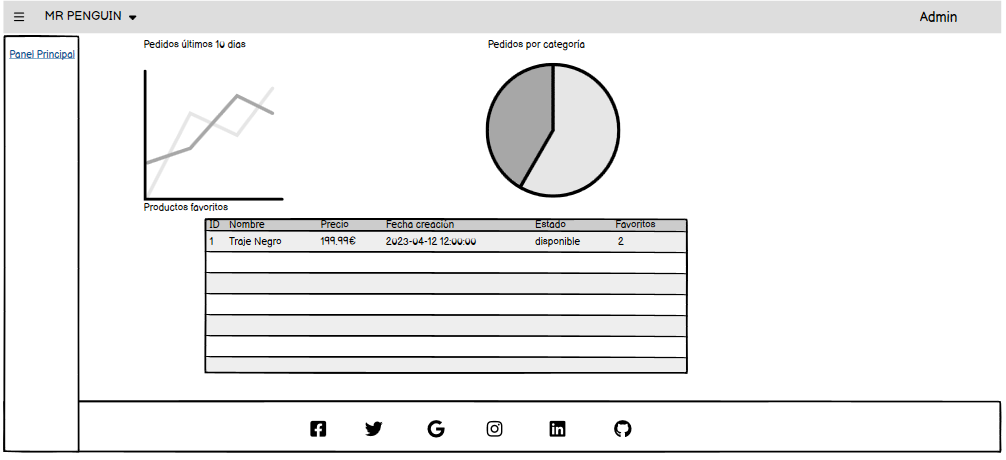 MR PENGUIN
Admin
Panel Principal
Pedidos últimos 10 dias
Pedidos por categoría
Productos favoritos
ID Nombre Precio Fecha creación Estado Favoritos
1 Traje Negro 199,99€ 2023-04-12 12:00:00 disponible 2